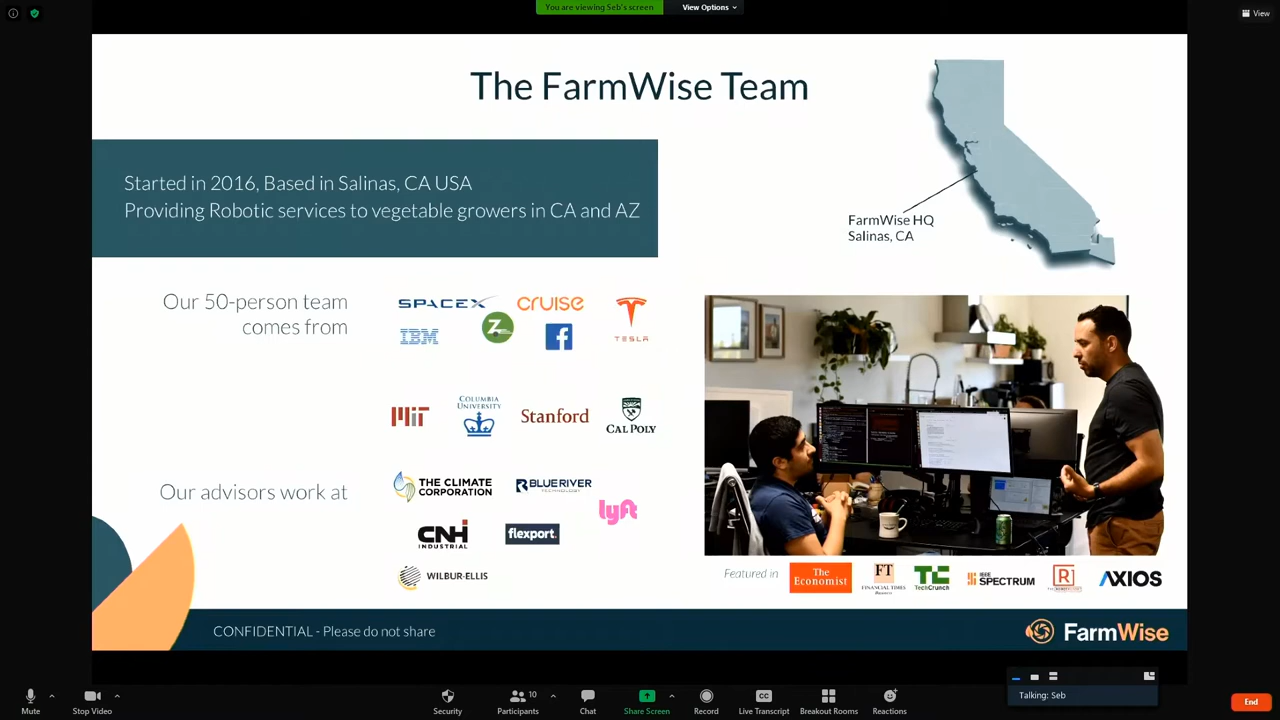 You are viewing Seb's screen
View Options
View
The FarmWise Team
Started in 2016, Based in Salinas, CA USA
Providing Robotic services to vegetable growers in CA and AZ
FarmWise HQ
Salinas, CA
Our 50-person team
comes from
SPACEX
cruise
TESLA
IBM
Z
f
MIT
COLUMBIA
UNIVERSITY
Stanford
CAL POLY
Our advisors work at
THE CLIMATE
CORPORATION
BLUE RIVER
TECHNOLOGY
lyft
CNH
INDUSTRIAL
flexport.
WILBUR-ELLIS
Featured in
The
Economist
FT
FINANCIAL TIMES
TC
TechCrunch
IEEE
SPECTRUM
R
AXIOS
CONFIDENTIAL - Please do not share
FarmWise
Talking: Seb
Mute
Stop Video
Security
10
Participants
Chat
Share Screen
Record
CC
Live Transcript
Breakout Rooms
Reactions
End